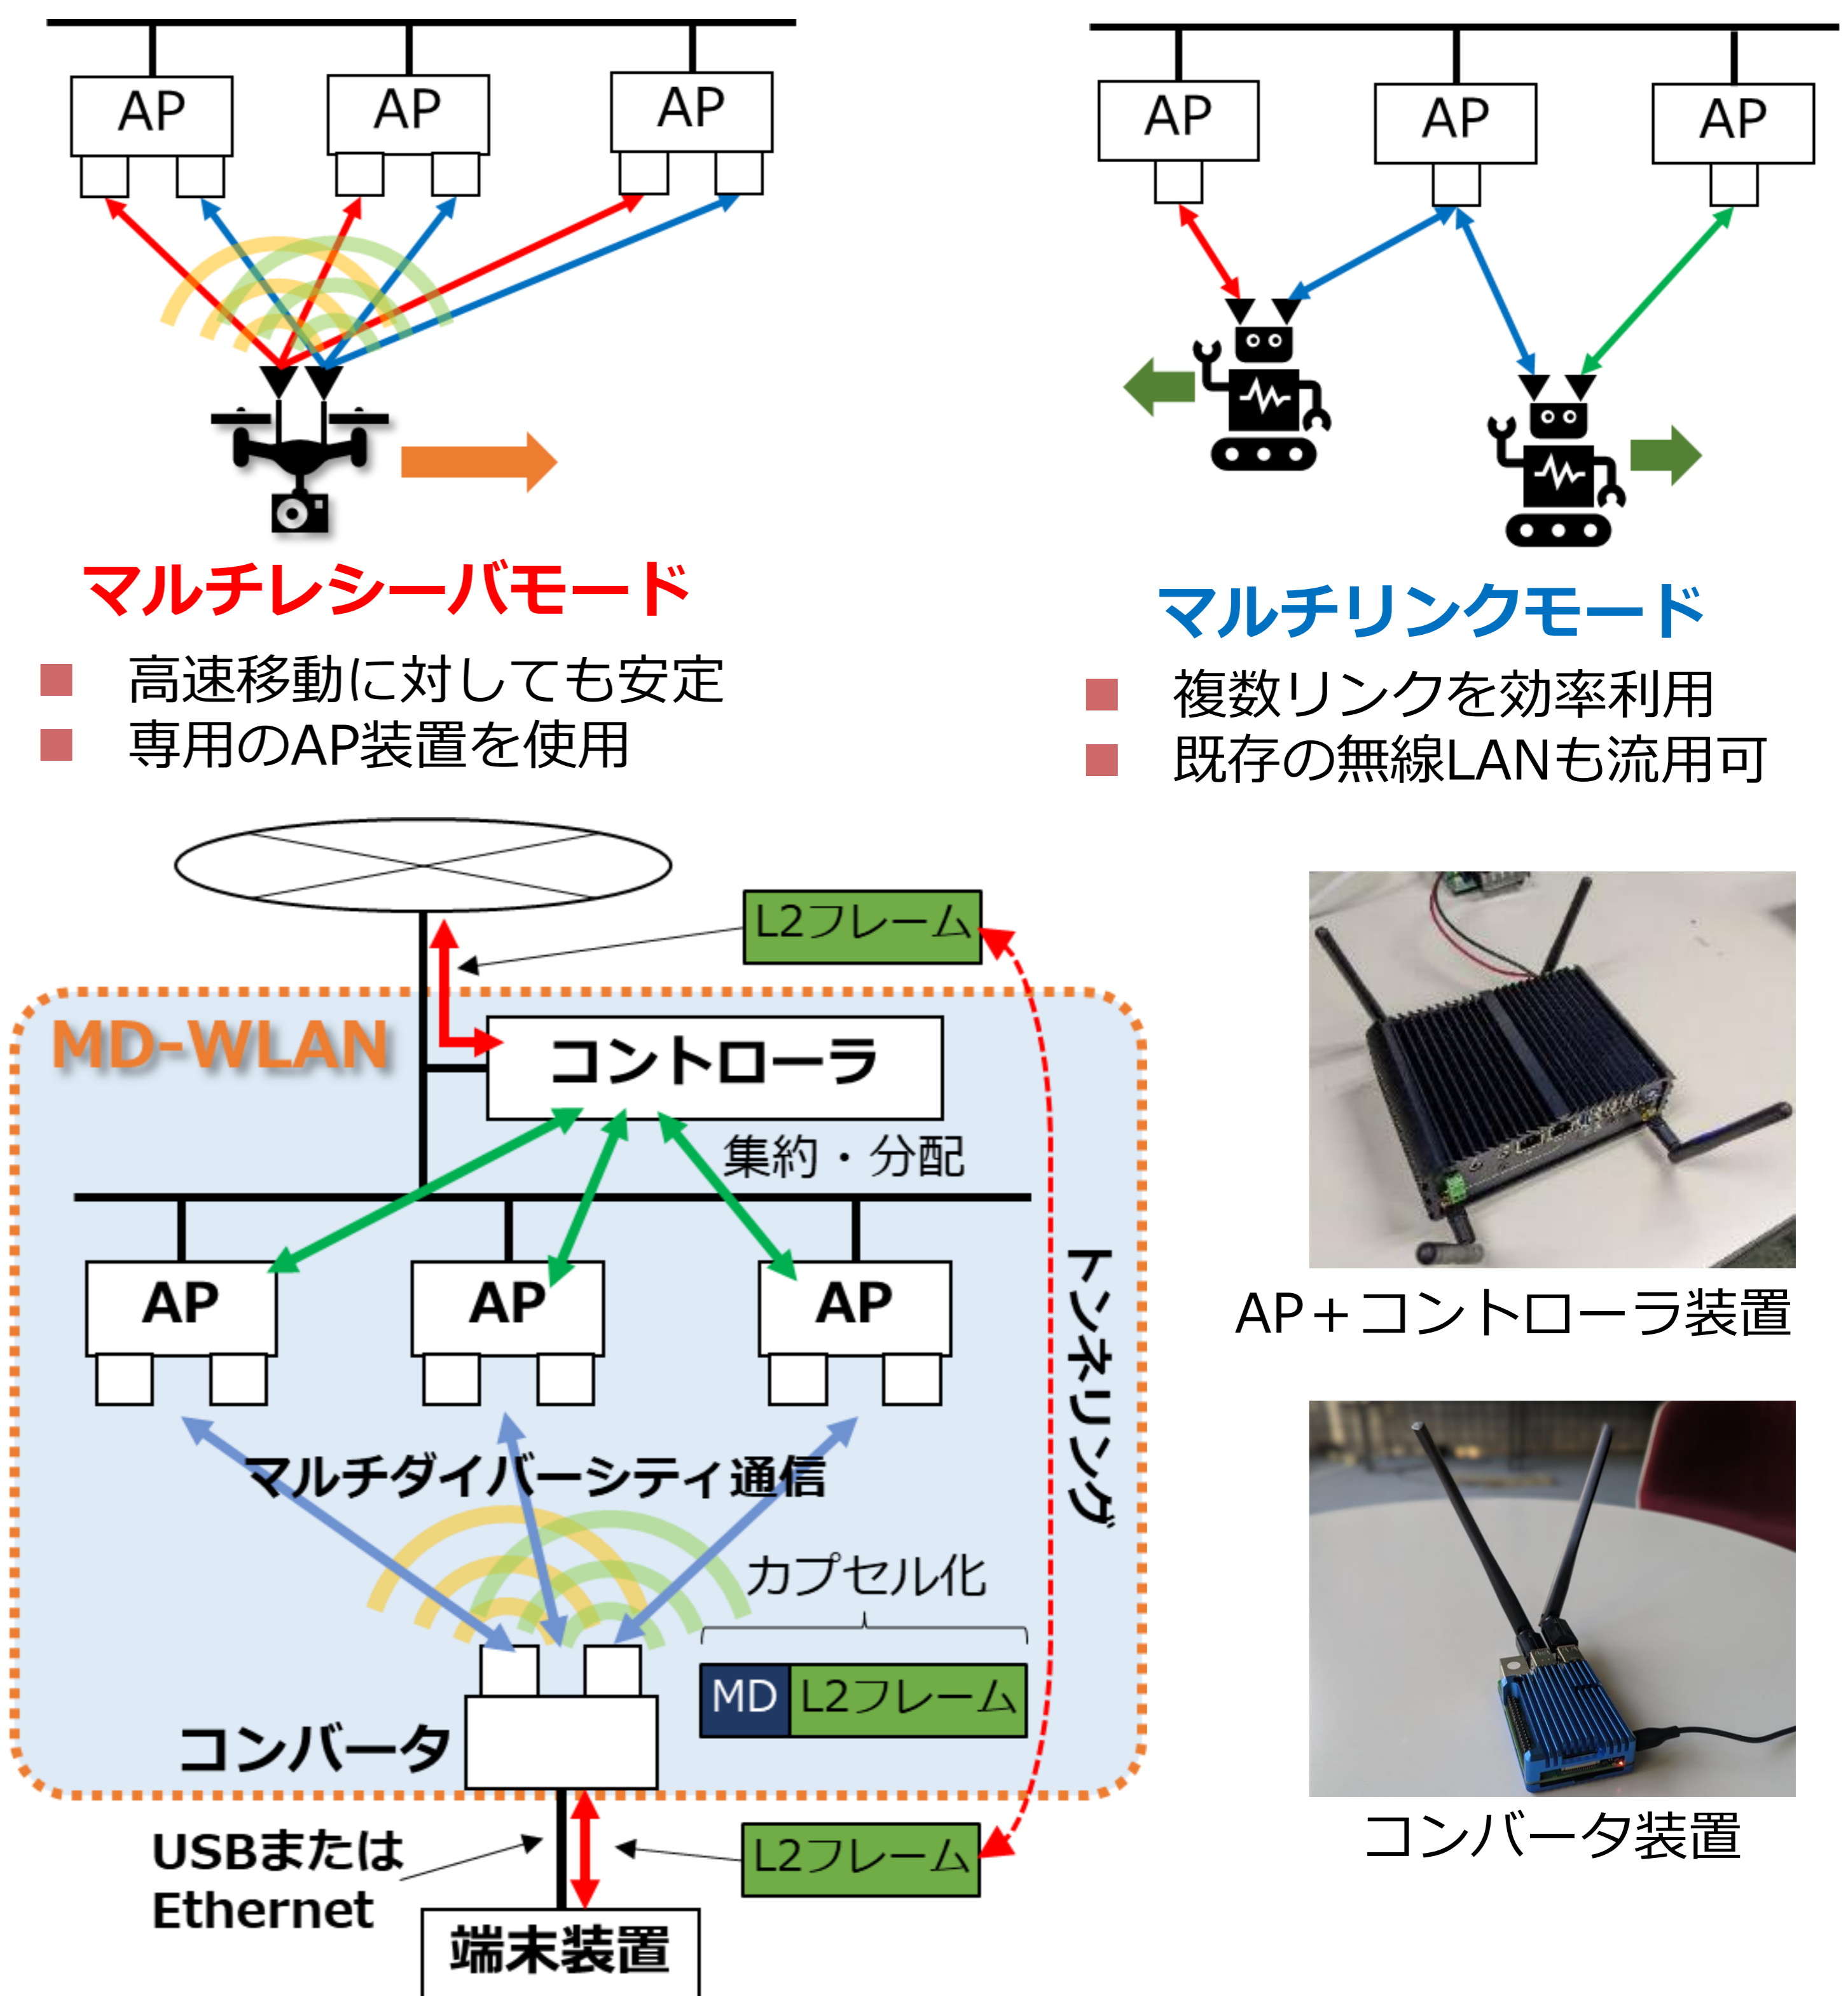 AP
AP
AP
マルチレシーバモード
高速移動に対しても安定
専用のAP装置を使用
AP
AP
AP
マルチリンクモード
複数リンクを効率利用
既存の無線LANも流用可
L2フレーム
MD-WLAN
コントローラ
集約・分配
AP
AP
AP
トンネリング
マルチダイバーシティ通信
カプセル化
MD
L2フレーム
コンバータ
USBまたは
Ethernet
L2フレーム
端末装置
AP＋コントローラ装置
コンバータ装置